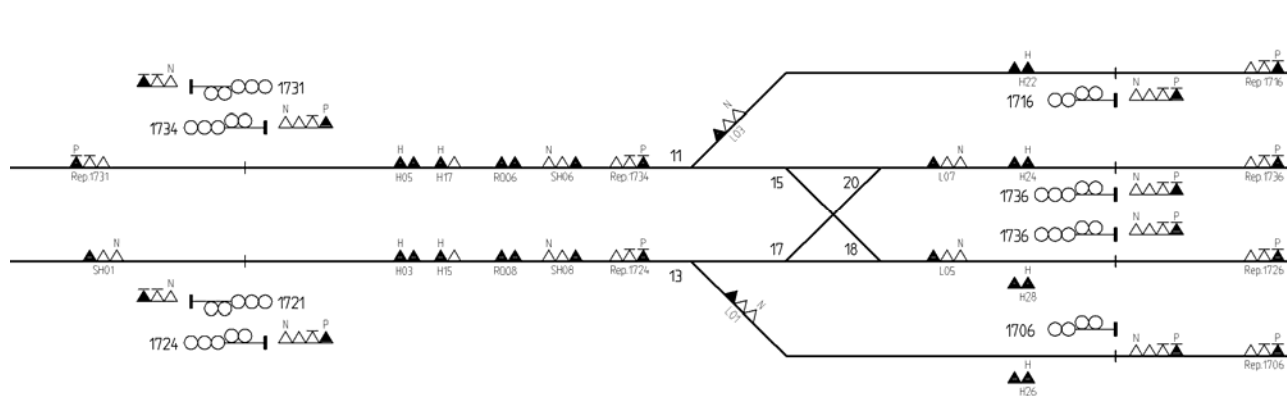 H H
N 1731 H22 P Rep 1716
1734 N P N L03 1716 N P
P Rep.1731 H H05 H H17 R006 N SH06 P Rep.1734 11 N L07 H H24 P Rep.1736
15 20 1736 N P
17 18 1736 N P
N SH01 H H03 H H15 R008 N SH08 P Rep.1724 13 N L05 H H28 P Rep.1726
N 1721 N L01 1706 P
1724 N P H H26 N P Rep.1706